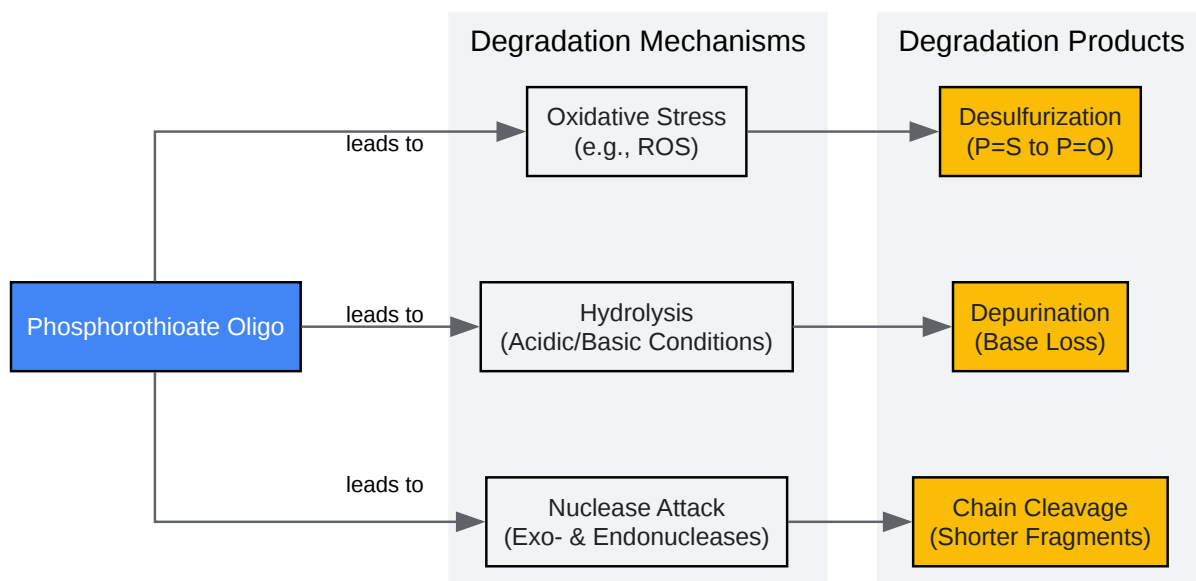 Degradation Mechanisms
Degradation Products
Oxidative Stress
(e.g., ROS)
Desulfurization
(P=S to P=O)
leads to
Phosphorothioate Oligo
leads to
Hydrolysis
(Acidic/Basic Conditions)
Depurination
(Base Loss)
leads to
Nuclease Attack
(Exo- & Endonucleases)
Chain Cleavage
(Shorter Fragments)